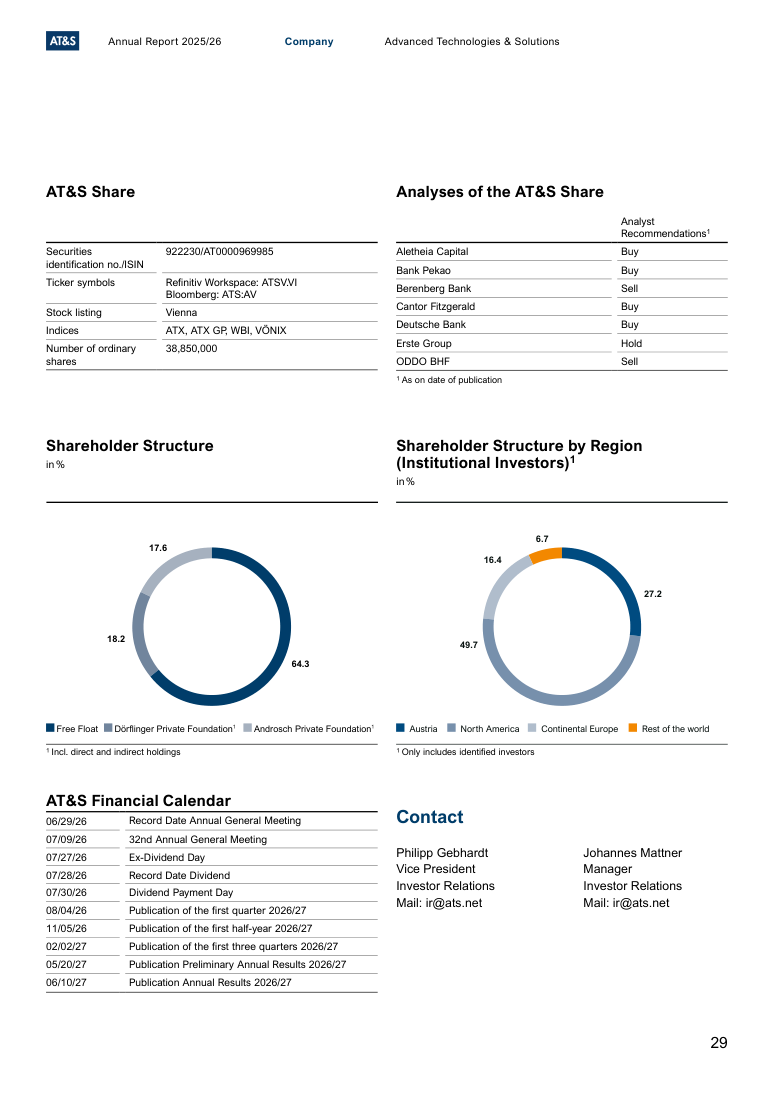 AT&S
Annual Report 2025/26
Company
Advanced Technologies & Solutions
AT&S Share
Securities
identification no./ISIN
922230/AT0000969985
Ticker symbols
Refinitiv Workspace: ATSV.VI
Bloomberg: ATS:AV
Stock listing
Vienna
Indices
ATX, ATX GP, WBI, VÖNIX
Number of ordinary
shares
38,850,000
Analyses of the AT&S Share
Analyst
Recommendations¹
Aletheia Capital
Buy
Bank Pekao
Buy
Berenberg Bank
Sell
Cantor Fitzgerald
Buy
Deutsche Bank
Buy
Erste Group
Hold
ODDO BHF
Sell
¹ As on date of publication
Shareholder Structure
in %
17.6
18.2
64.3
Free Float
Dörflinger Private Foundation¹
Androsch Private Foundation¹
¹ Incl. direct and indirect holdings
Shareholder Structure by Region
(Institutional Investors)¹
in %
6.7
16.4
27.2
49.7
Austria
North America
Continental Europe
Rest of the world
¹ Only includes identified investors
AT&S Financial Calendar
06/29/26
Record Date Annual General Meeting
07/09/26
32nd Annual General Meeting
07/27/26
Ex-Dividend Day
07/28/26
Record Date Dividend
07/30/26
Dividend Payment Day
08/04/26
Publication of the first quarter 2026/27
11/05/26
Publication of the first half-year 2026/27
02/02/27
Publication of the first three quarters 2026/27
05/20/27
Publication Preliminary Annual Results 2026/27
06/10/27
Publication Annual Results 2026/27
Contact
Philipp Gebhardt
Vice President
Investor Relations
Mail: ir@ats.net
Johannes Mattner
Manager
Investor Relations
Mail: ir@ats.net
29